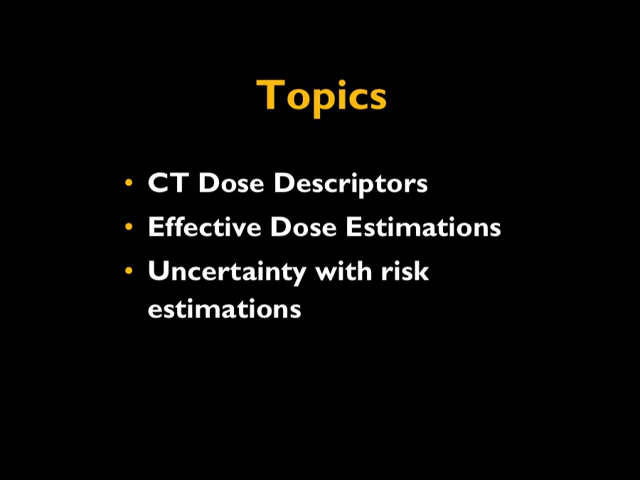 Topics
• CT Dose Descriptors
• Effective Dose Estimations
• Uncertainty with risk
estimations